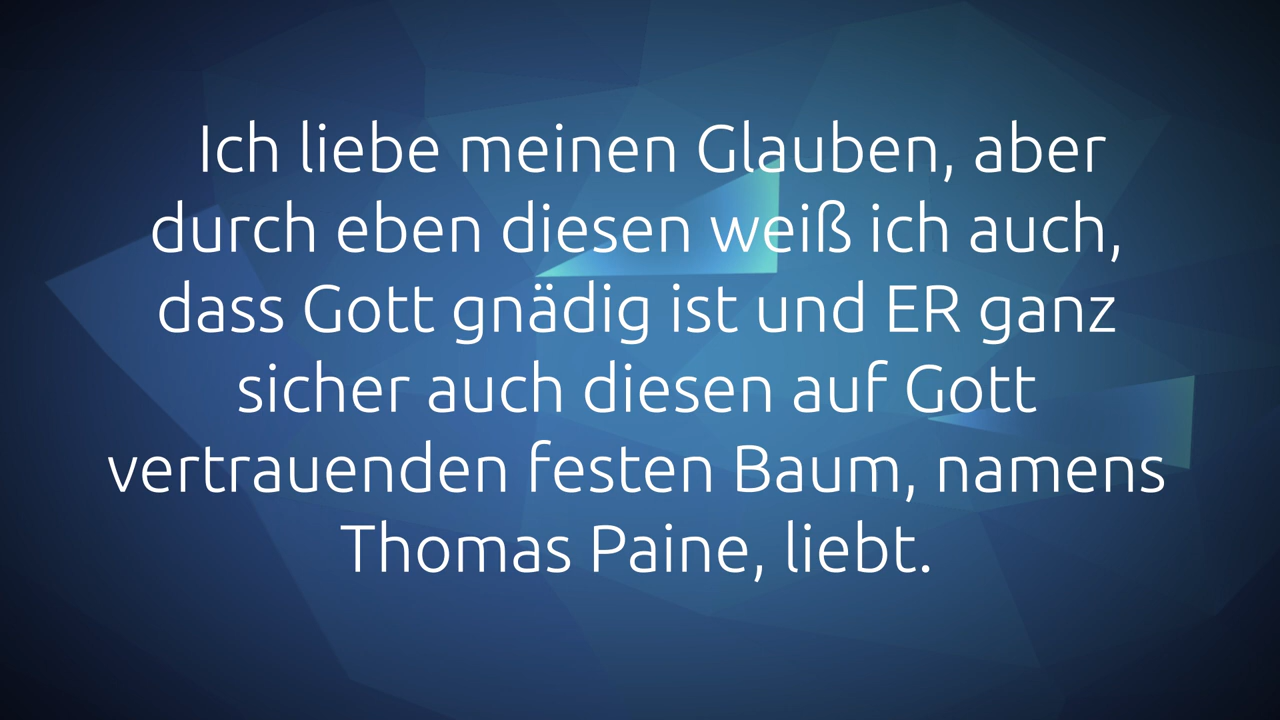 Ich liebe meinen Glauben, aber
durch eben diesen weiß ich auch,
dass Gott gnädig ist und ER ganz
sicher auch diesen auf Gott
vertrauenden festen Baum, namens
Thomas Paine, liebt.